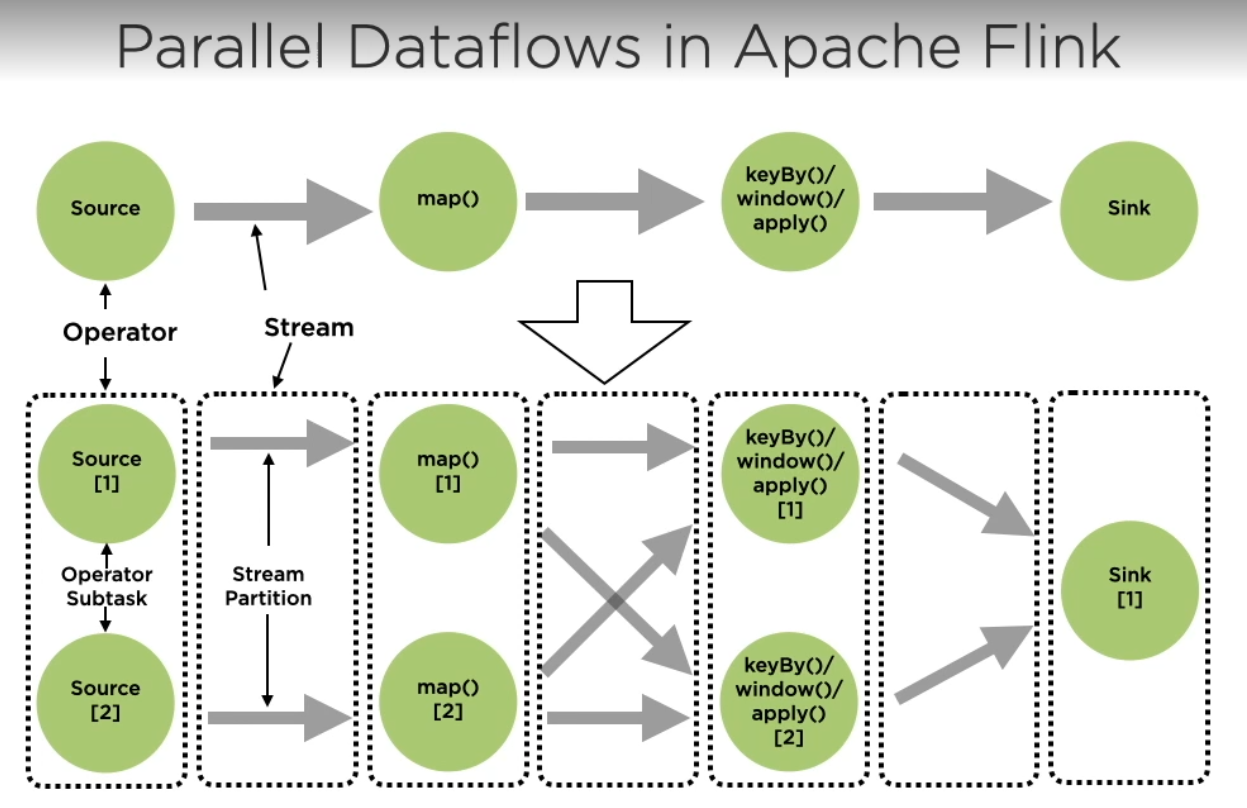 Parallel Dataflows in Apache Flink
Source
map()
keyBy()/
window()/
apply()
Sink
Operator
Stream
Source
[1]
map()
[1]
keyBy()/
window()/
apply()
[1]
Operator
Subtask
Stream
Partition
Sink
[1]
Source
[2]
map()
[2]
keyBy()/
window()/
apply()
[2]